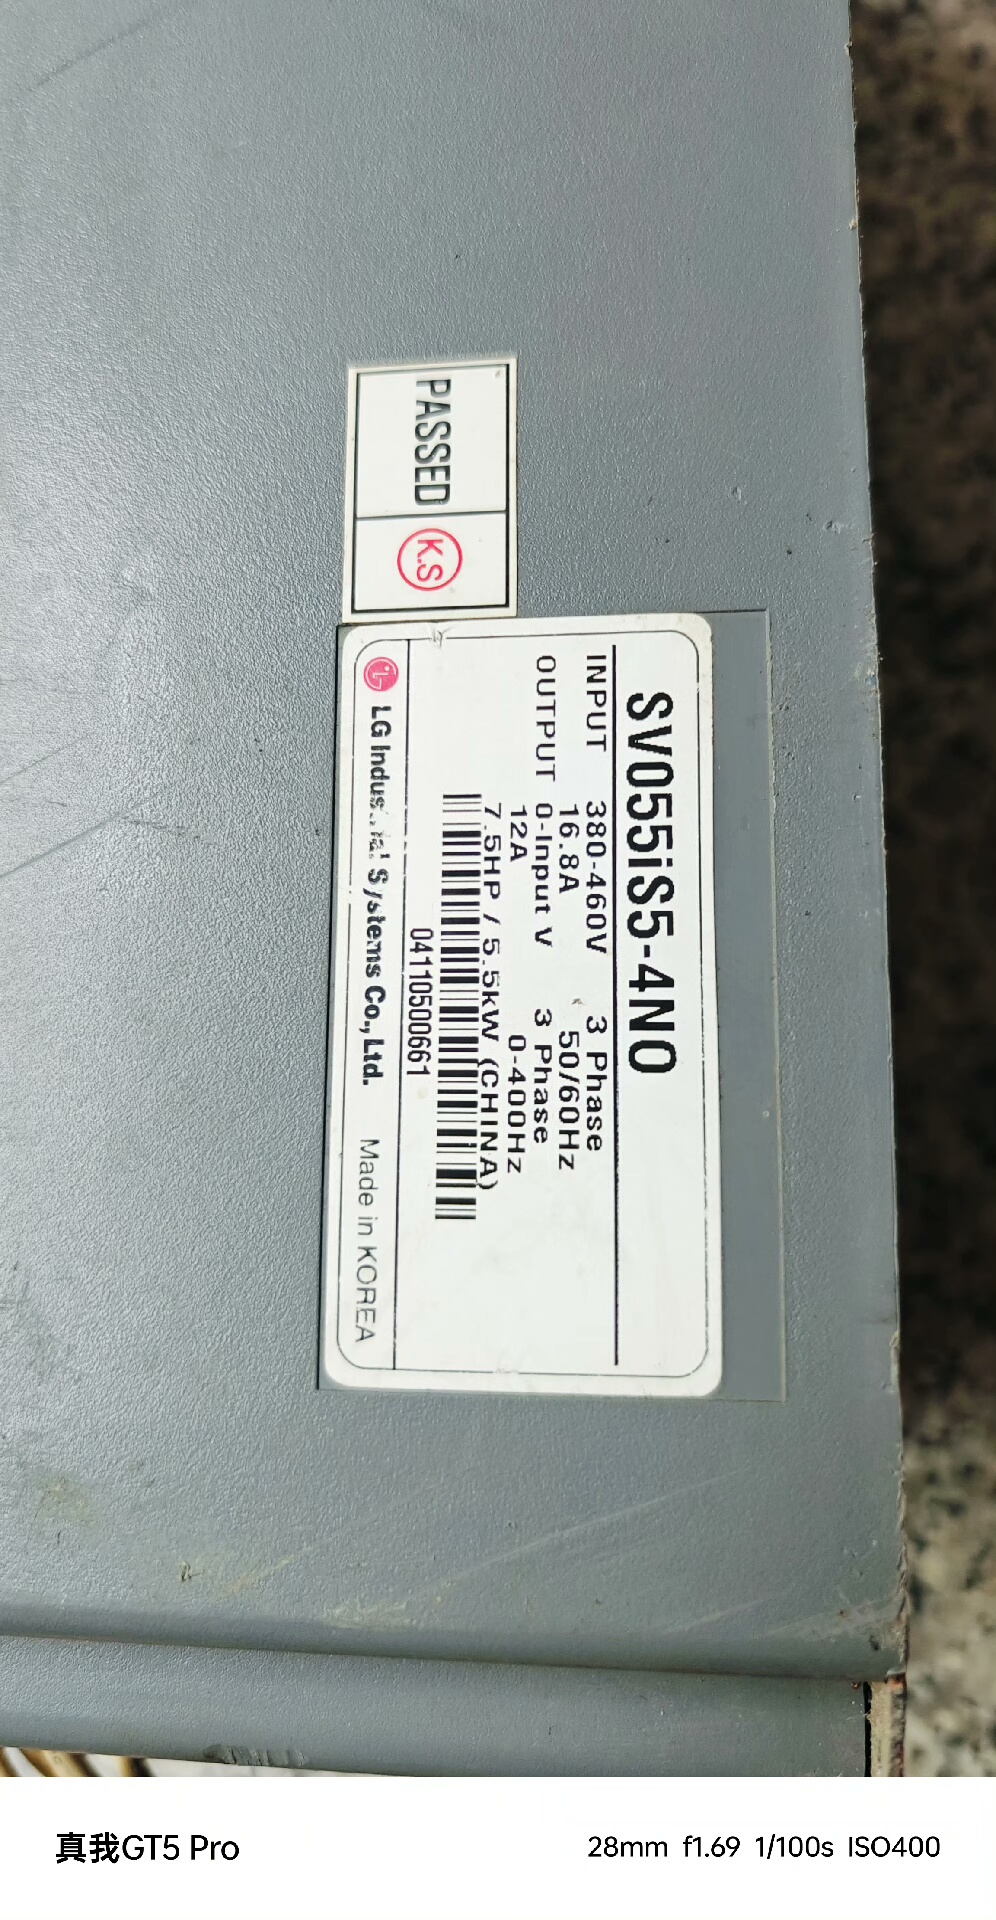 PASSED
K.S
SV055iS5-4NO
INPUT 380-460V 3 Phase
16.8A 50/60Hz
OUTPUT 0-Input V 3 Phase
12A 0-400Hz
7.5HP / 5.5kW (CHINA)
04110500661
LG Industrial Systems Co., Ltd. Made in KOREA
真我GT5 Pro
28mm f1.69 1/100s ISO400